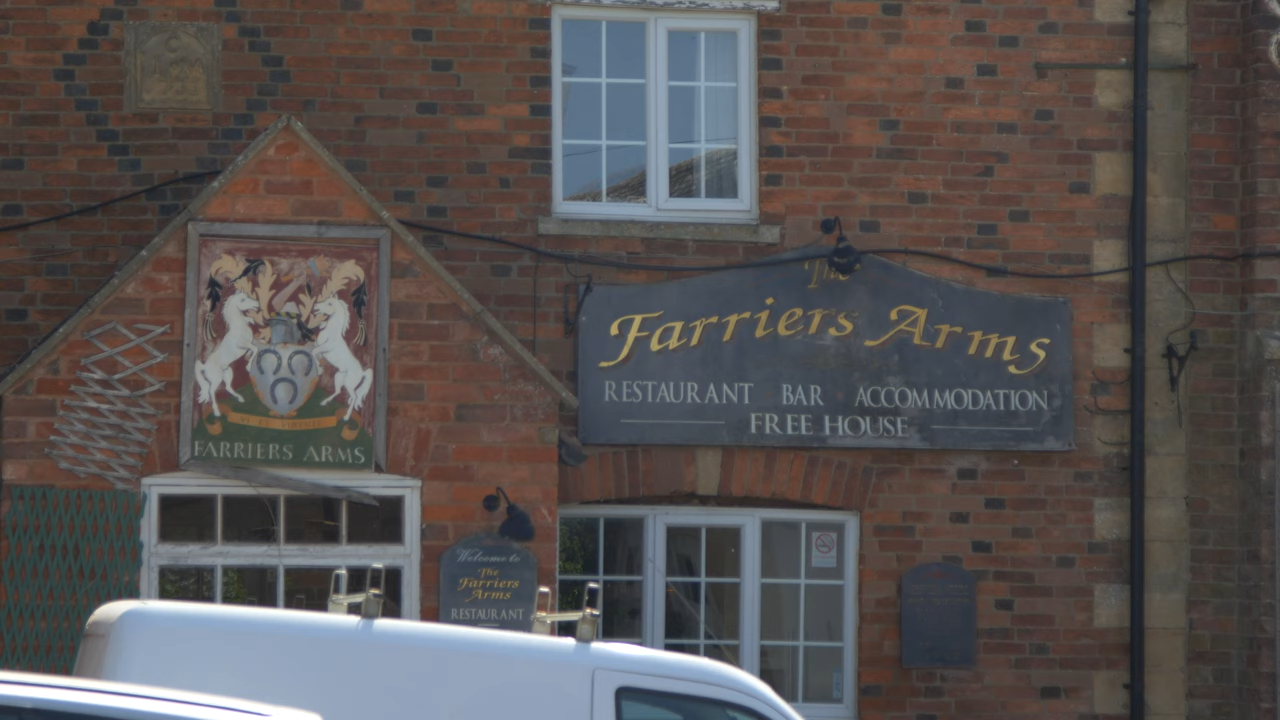 FARRIERS ARMS
The
Farriers Arms
RESTAURANT BAR ACCOMMODATION
FREE HOUSE
Welcome to
The
Farriers
Arms
RESTAURANT